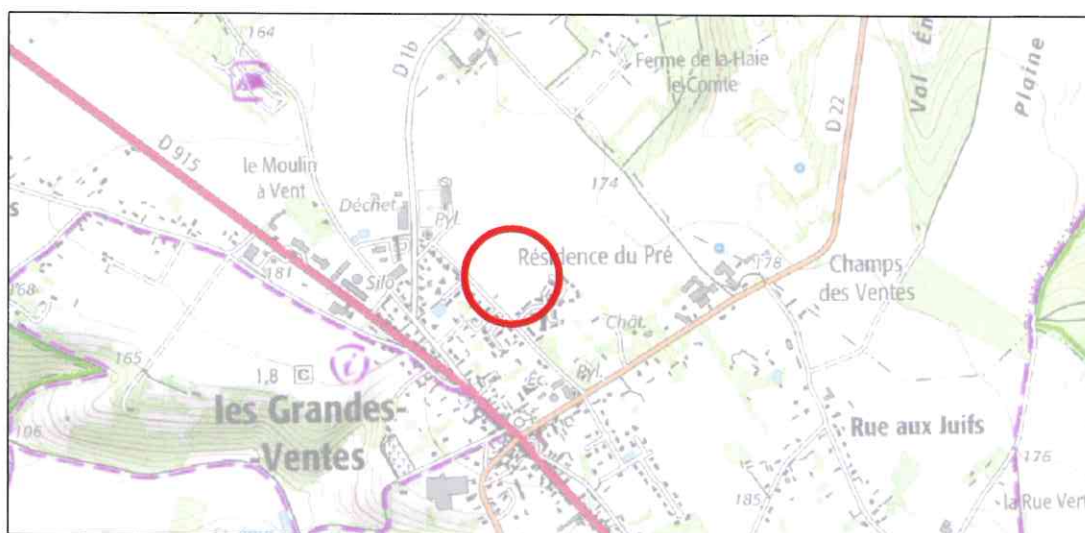 164
D 1b
Ferme de la Haie
le Comte
D 22
Val
Plaine
D 915
le Moulin
à Vent
174
Déchet.
Pyl.
s
181
Silo
Résidence du Pré
178
Champs
des Ventes
168
Chât.
165
i
1,8 C
Ec.
Pyl.
les Grandes-
-Ventes
Rue aux Juifs
106
176
185
la Rue Vert